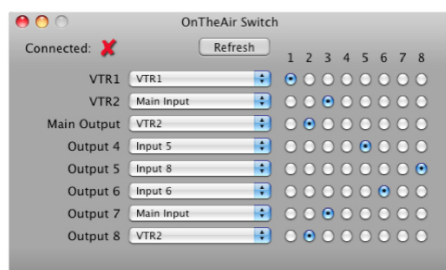 OnTheAir Switch
Connected: Refresh
1 2 3 4 5 6 7 8
VTR1 VTR1
VTR2 Main Input
Main Output VTR2
Output 4 Input 5
Output 5 Input 8
Output 6 Input 6
Output 7 Main Input
Output 8 VTR2